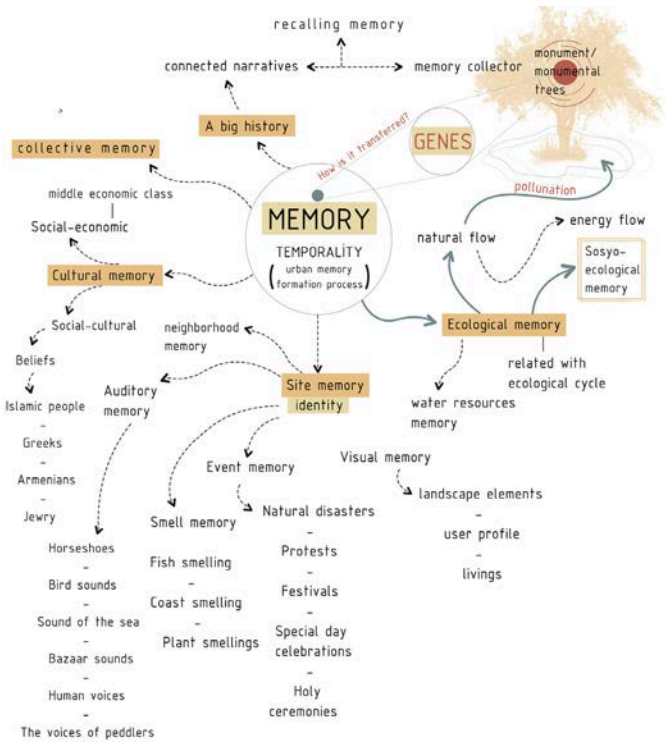 recalling memory
connected narratives
memory collector
monument/
monumental
trees
A big history
How is it transferred?
GENES
collective memory
MEMORY
TEMPORALİTY
(urban memory
formation process)
middle economic class
Social-economic
Cultural memory
Social-cultural
Beliefs
Islamic people
-
Greeks
-
Armenians
-
Jewry
pollunation
natural flow
energy flow
Sosyo-
ecological
memory
Ecological memory
related with
ecological cycle
water resources
memory
neighborhood
memory
Site memory
identity
Auditory
memory
Horseshoes
-
Bird sounds
-
Sound of the sea
-
Bazaar sounds
-
Human voices
-
The voices of peddlers
Smell memory
Fish smelling
-
Coast smelling
-
Plant smellings
Event memory
Natural disasters
-
Protests
-
Festivals
-
Special day
celebrations
-
Holy
ceremonies
Visual memory
landscape elements
-
user profile
-
livings